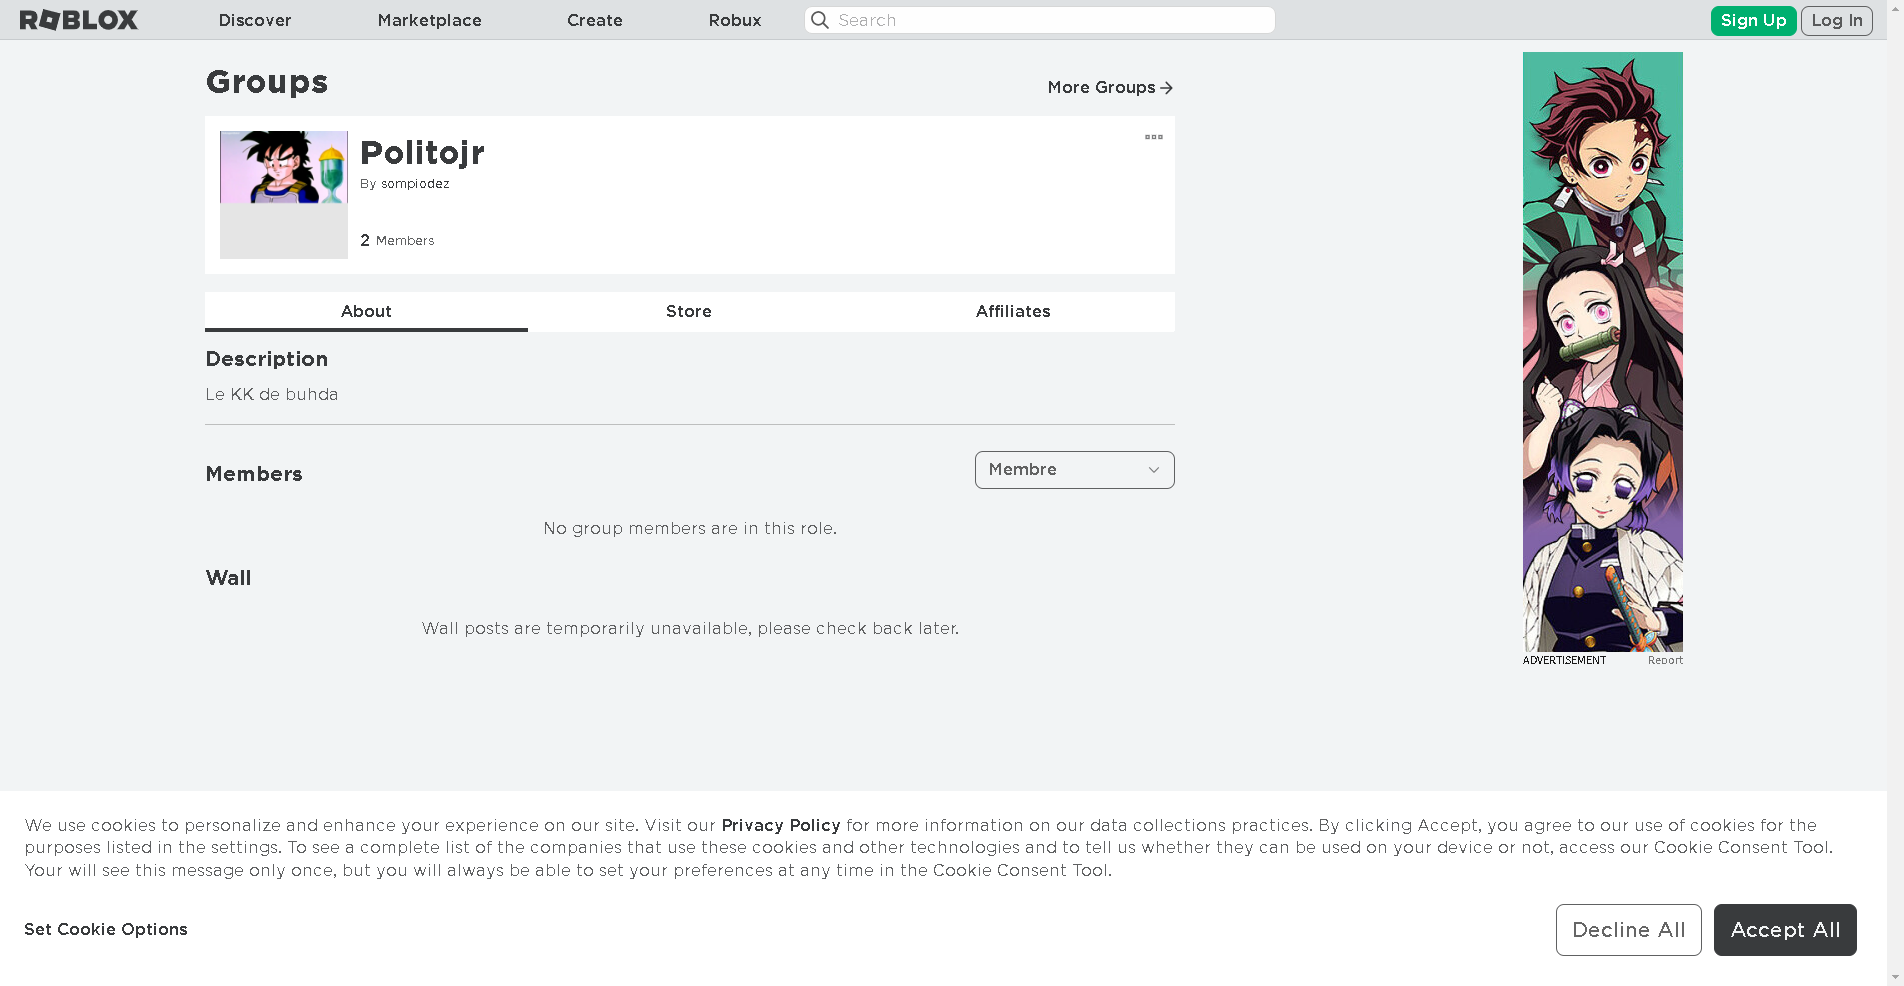 ROBLOX
Discover
Marketplace
Create
Robux
Search
Sign Up
Log In
Groups
More Groups
Politojr
By sompiodez
2 Members
About
Store
Affiliates
Description
Le KK de buhda
Members
Membre
No group members are in this role.
Wall
Wall posts are temporarily unavailable, please check back later.
ADVERTISEMENT
Report
We use cookies to personalize and enhance your experience on our site. Visit our Privacy Policy for more information on our data collections practices. By clicking Accept, you agree to our use of cookies for the
purposes listed in the settings. To see a complete list of the companies that use these cookies and other technologies and to tell us whether they can be used on your device or not, access our Cookie Consent Tool.
Your will see this message only once, but you will always be able to set your preferences at any time in the Cookie Consent Tool.
Set Cookie Options
Decline All
Accept All